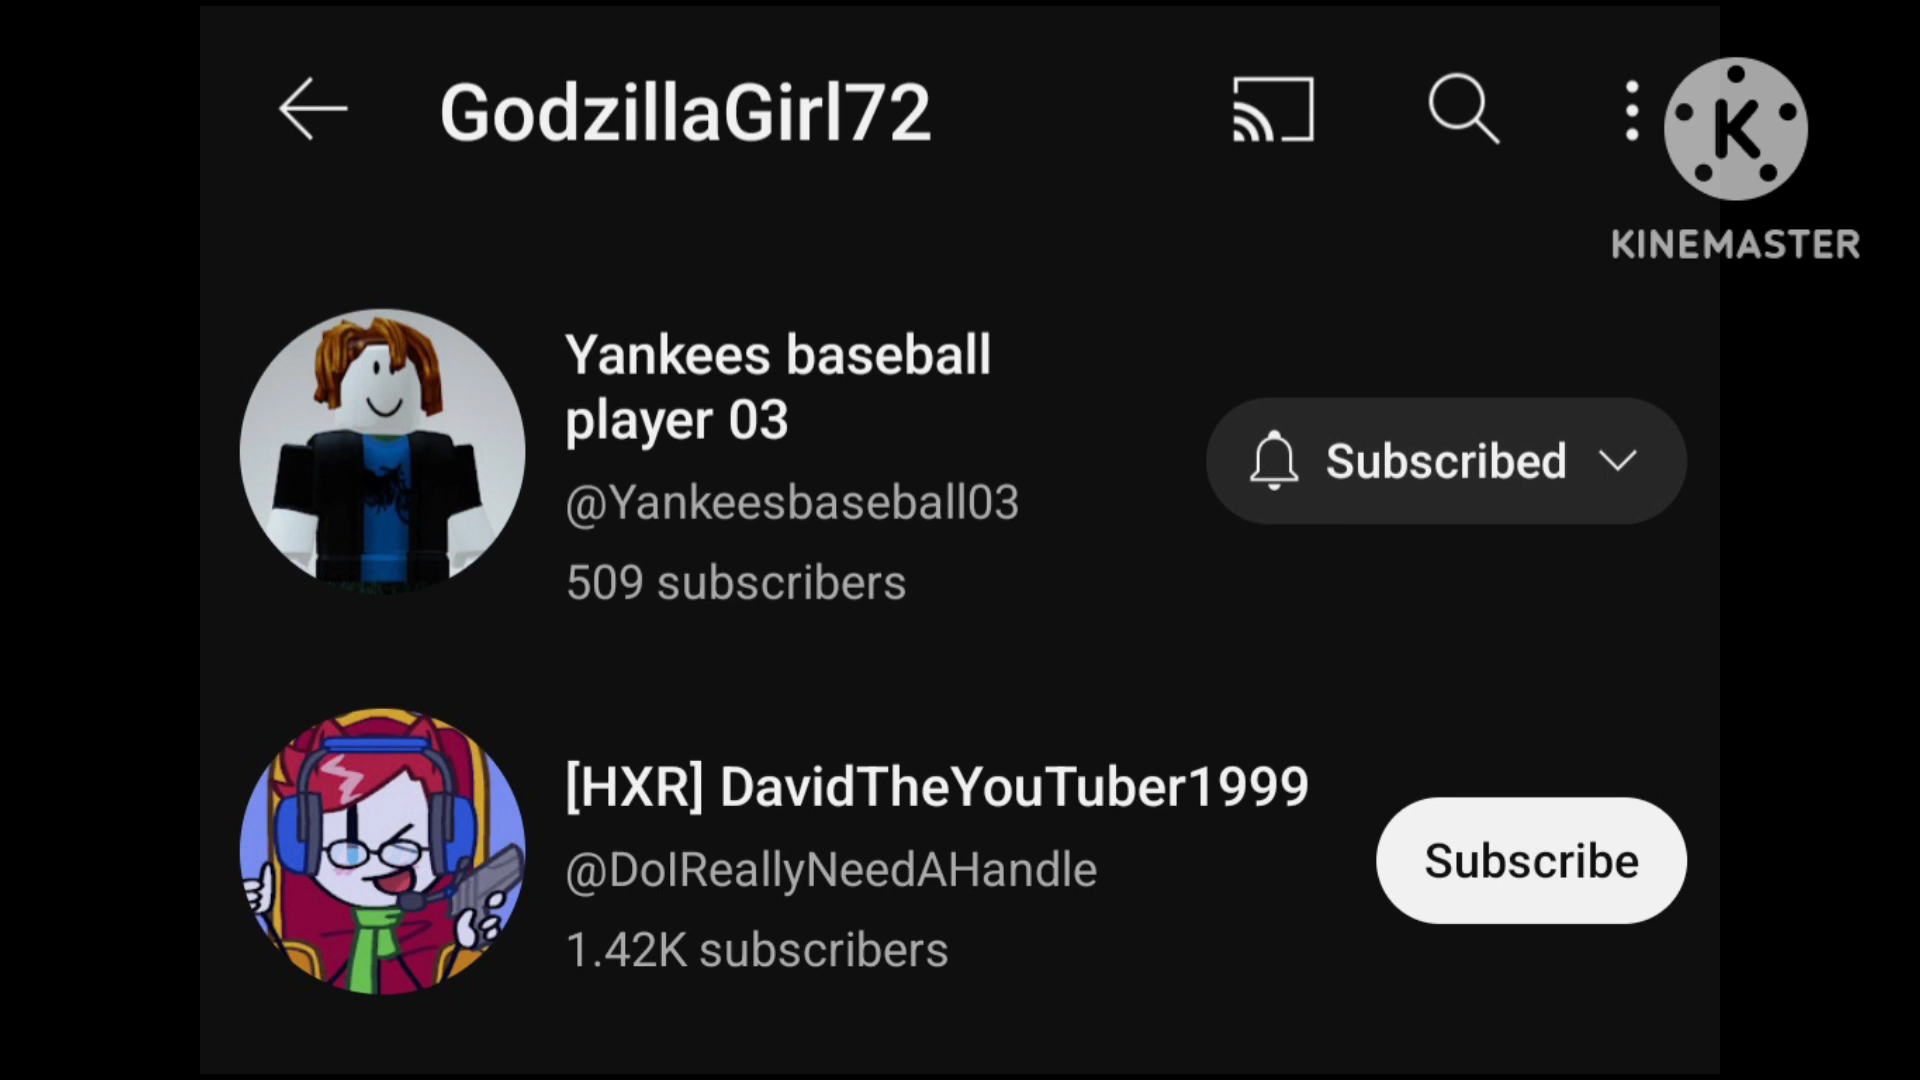 GodzillaGirl72
K
KINEMASTER
Yankees baseball
player 03
@Yankeesbaseball03
509 subscribers
Subscribed
[HXR] DavidTheYouTuber1999
@DoIReallyNeedAHandle
1.42K subscribers
Subscribe